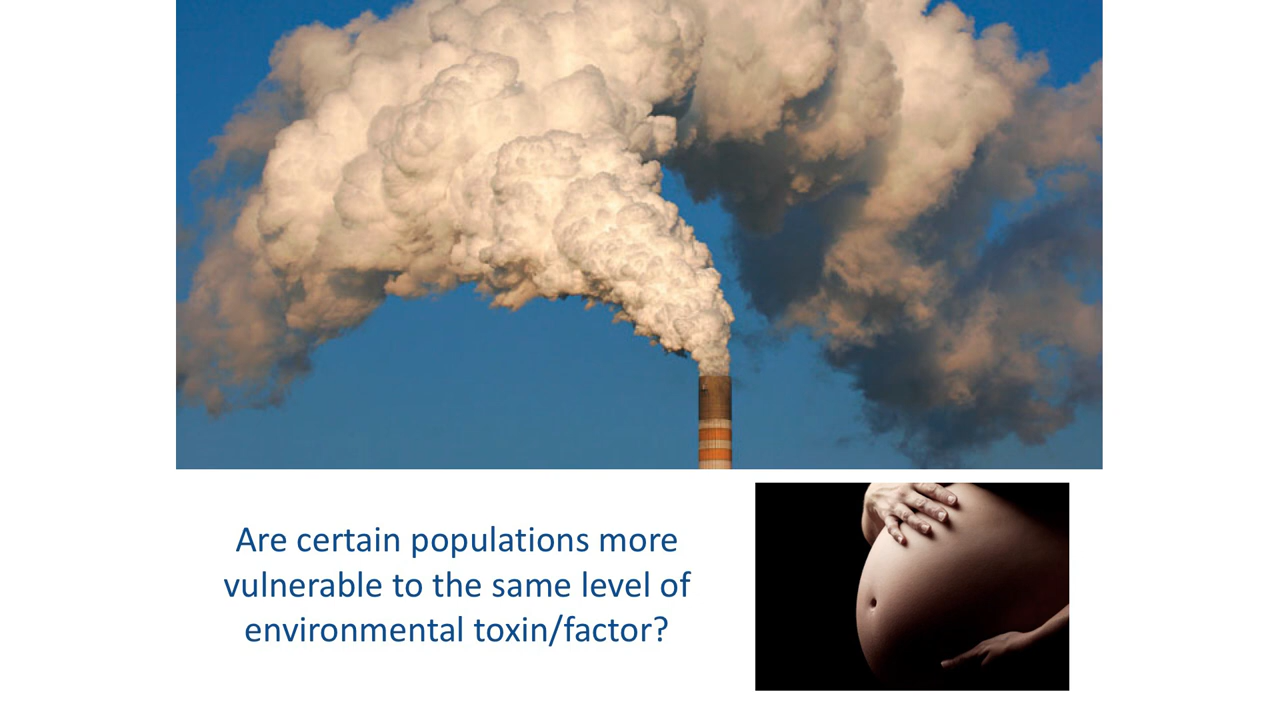 Are certain populations more
vulnerable to the same level of
environmental toxin/factor?